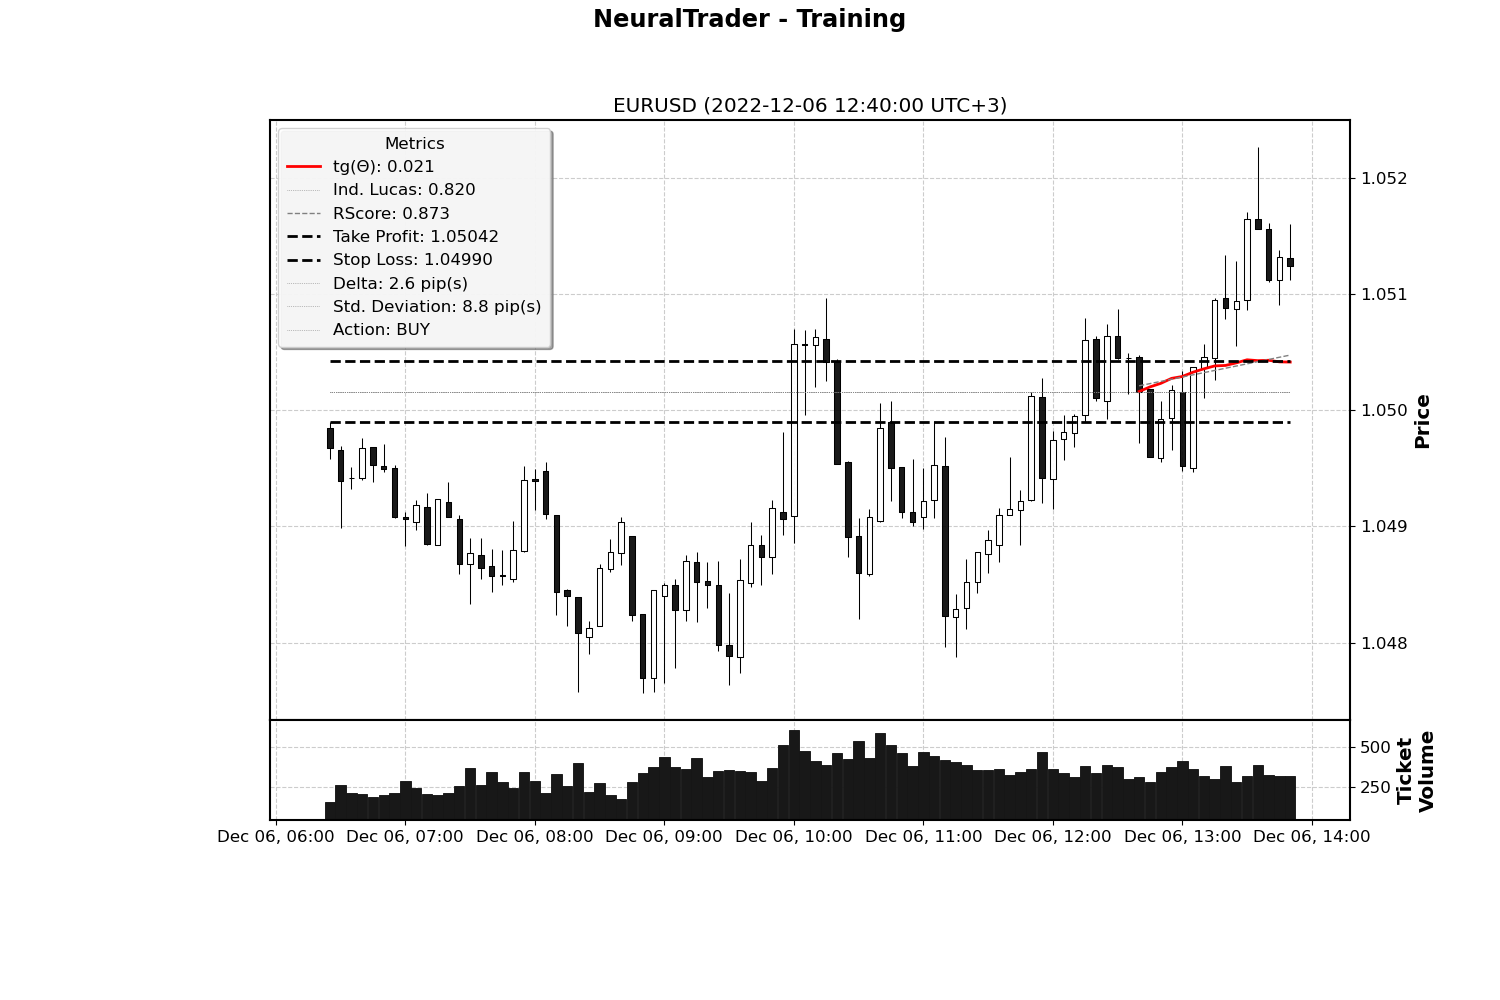 NeuralTrader - Training
EURUSD (2022-12-06 12:40:00 UTC+3)
Metrics
tg(Θ): 0.021
Ind. Lucas: 0.820
RScore: 0.873
Take Profit: 1.05042
Stop Loss: 1.04990
Delta: 2.6 pip(s)
Std. Deviation: 8.8 pip(s)
Action: BUY
1.052
1.051
1.050
1.049
1.048
Price
500
250
Ticket
Volume
Dec 06, 06:00 Dec 06, 07:00 Dec 06, 08:00 Dec 06, 09:00 Dec 06, 10:00 Dec 06, 11:00 Dec 06, 12:00 Dec 06, 13:00 Dec 06, 14:00